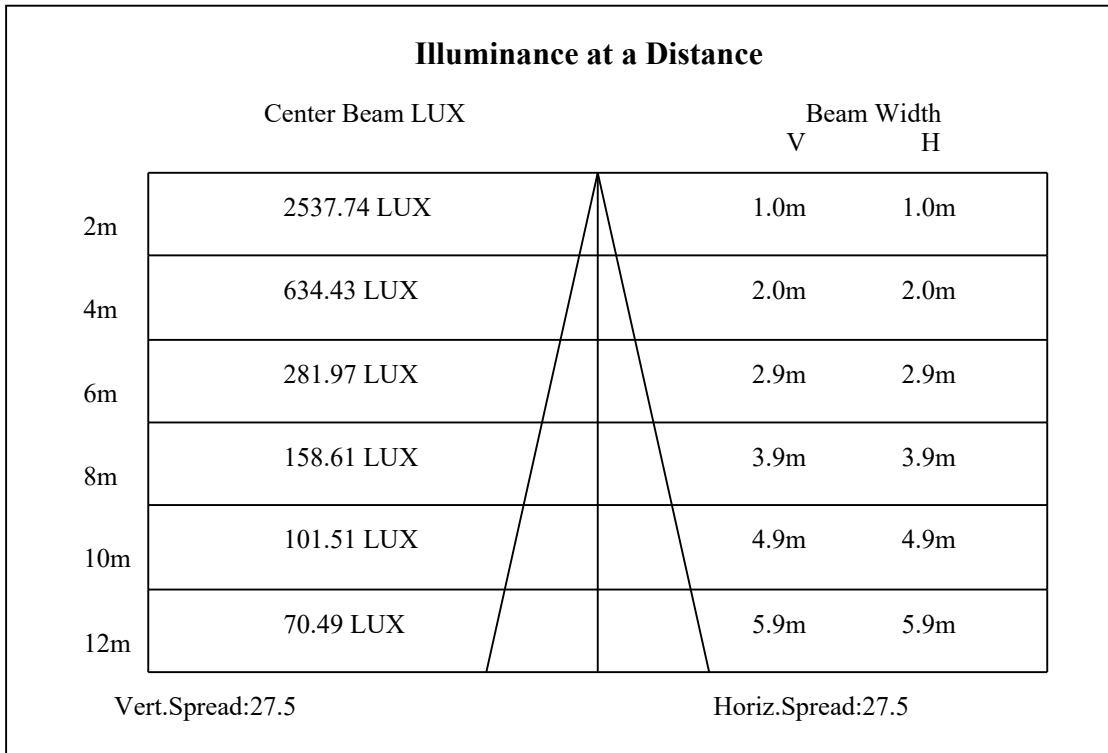 Illuminance at a Distance
Center Beam LUX Beam Width
V H
2537.74 LUX 1.0m 1.0m
2m
634.43 LUX 2.0m 2.0m
4m
281.97 LUX 2.9m 2.9m
6m
158.61 LUX 3.9m 3.9m
8m
101.51 LUX 4.9m 4.9m
10m
70.49 LUX 5.9m 5.9m
12m
Vert.Spread:27.5 Horiz.Spread:27.5